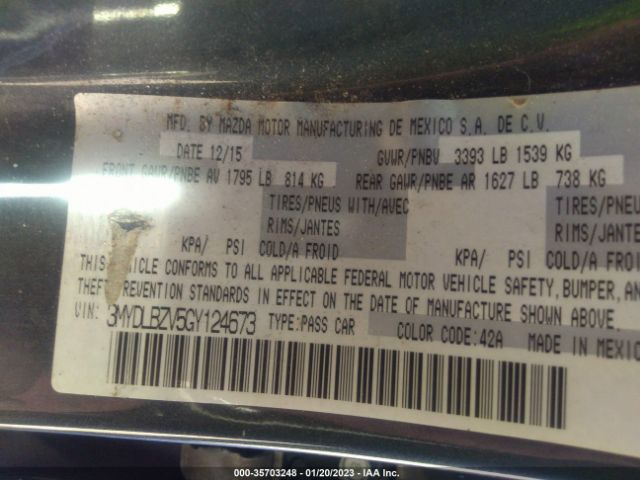 MFD. BY MAZDA MOTOR MANUFACTURING DE MEXICO S.A. DE C.V.
DATE 12/15 GVWR/PNBV 3393 LB 1539 KG
FRONT GAWR/PNBE AV 1795 LB 814 KG REAR GAWR/PNBE AR 1627 LB 738 KG
TIRES/PNEUS WITH/AVEC TIRES/PNEUS
RIMS/JANTES RIMS/JANTES
KPA/ PSI COLD/A FROID KPA/ PSI COLD/A
THIS VEHICLE CONFORMS TO ALL APPLICABLE FEDERAL MOTOR VEHICLE SAFETY, BUMPER, AN
THEFT PREVENTION STANDARDS IN EFFECT ON THE DATE OF MANUFACTURE SHOWN ABOVE.
VIN: 3MYDLBZV5GY124673 TYPE:PASS CAR COLOR CODE:42A MADE IN MEXIC
000-35703248 - 01/20/2023 - IAA Inc.